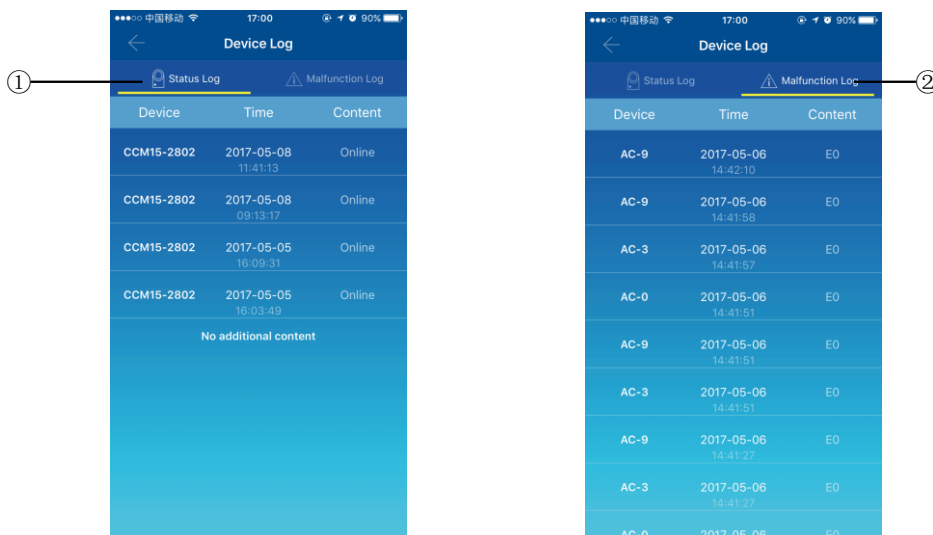 中国移动 17:00 90%
Device Log
① Status Log Malfunction Log
Device Time Content
CCM15-2802 2017-05-08 Online
11:41:13
CCM15-2802 2017-05-08 Online
09:13:17
CCM15-2802 2017-05-05 Online
16:09:31
CCM15-2802 2017-05-05 Online
16:03:49
No additional content
中国移动 17:00 90%
Device Log
Status Log Malfunction Log ②
Device Time Content
AC-9 2017-05-06 E0
14:42:10
AC-9 2017-05-06 E0
14:41:58
AC-3 2017-05-06 E0
14:41:57
AC-0 2017-05-06 E0
14:41:51
AC-9 2017-05-06 E0
14:41:51
AC-3 2017-05-06 E0
14:41:51
AC-9 2017-05-06 E0
14:41:27
AC-3 2017-05-06 E0
14:41:27
2017-05-06 E0